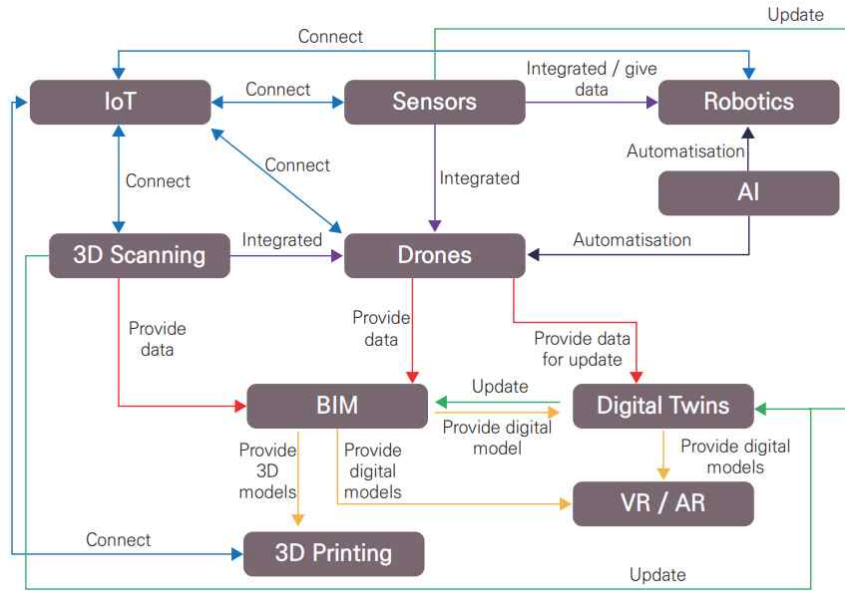 Update
Connect
IoT
Connect
Sensors
Integrated / give
data
Robotics
Automatisation
Connect
Connect
Integrated
AI
3D Scanning
Integrated
Drones
Automatisation
Provide
data
Provide
data
Provide data
for update
BIM
Update
Provide digital
model
Digital Twins
Provide
3D
models
Provide
digital
models
Provide digital
models
VR / AR
Connect
3D Printing
Update